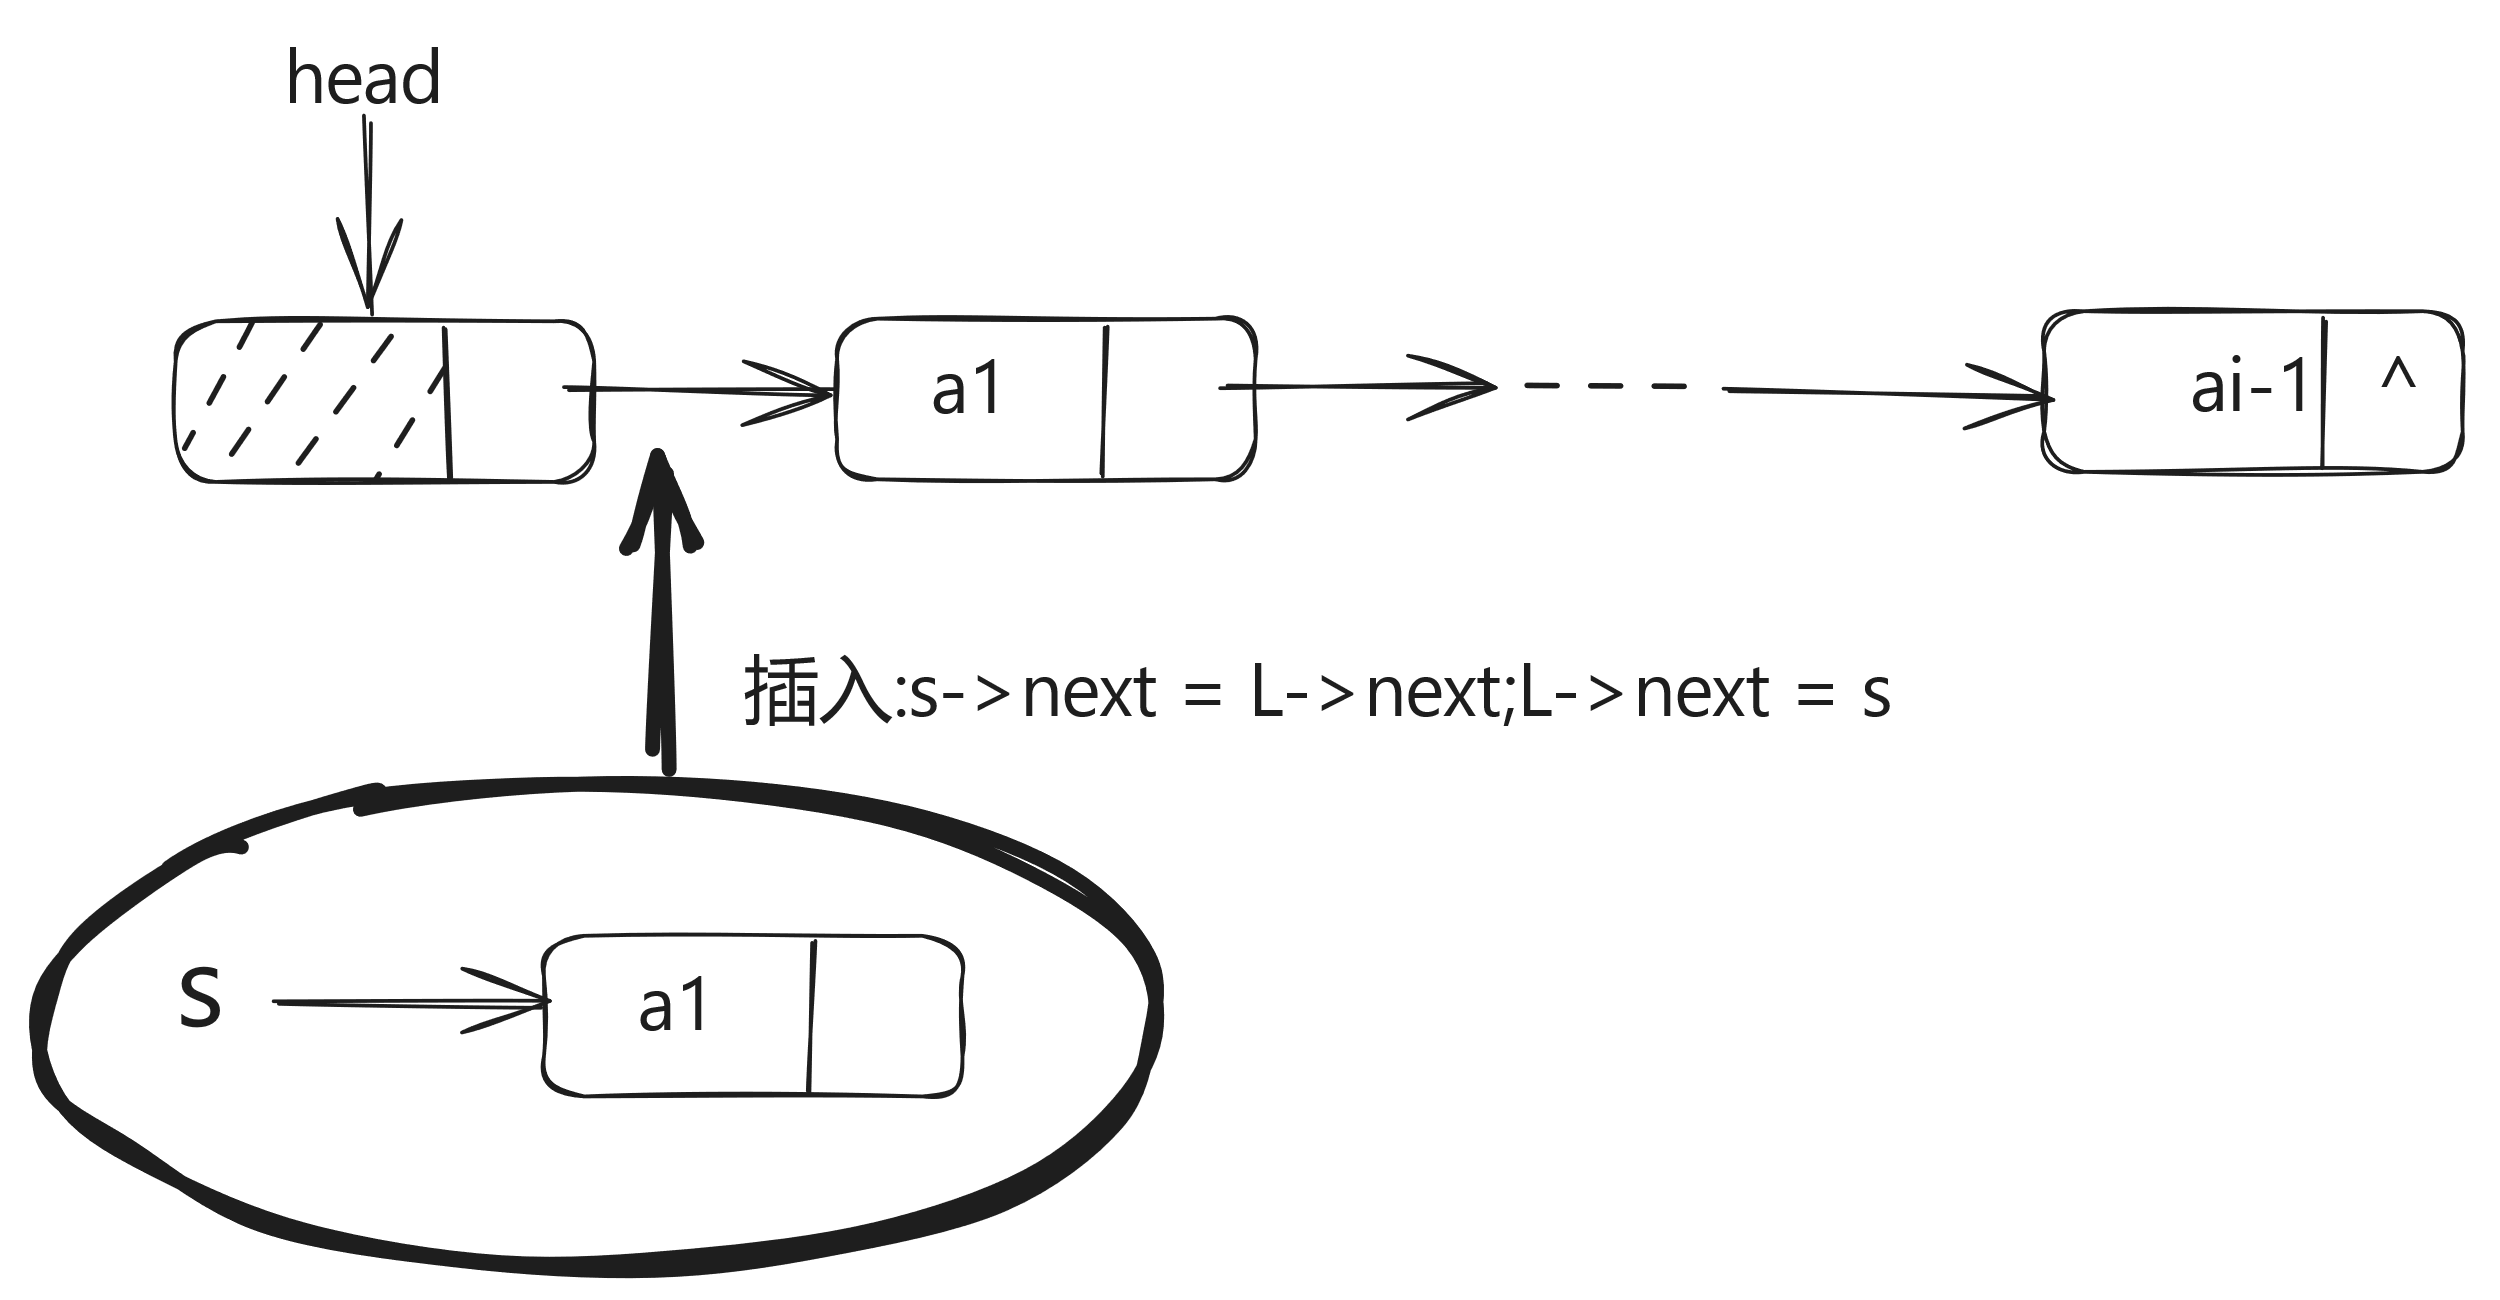 head
a1
ai-1 ^
插入:s->next = L->next;L->next = s
S
a1